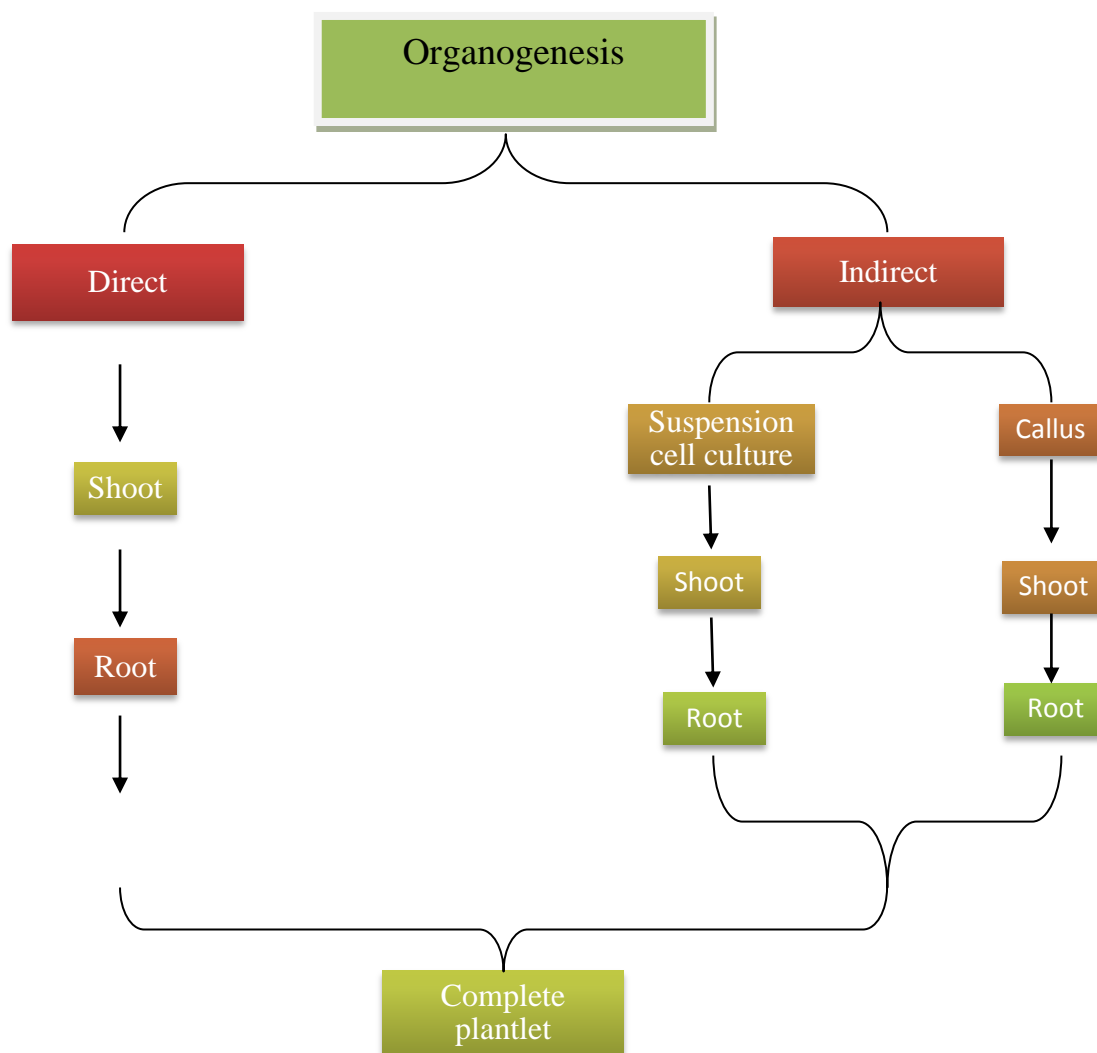 Organogenesis
Direct
Indirect
Suspension
cell culture
Callus
Shoot
Shoot
Shoot
Root
Root
Root
Complete
plantlet